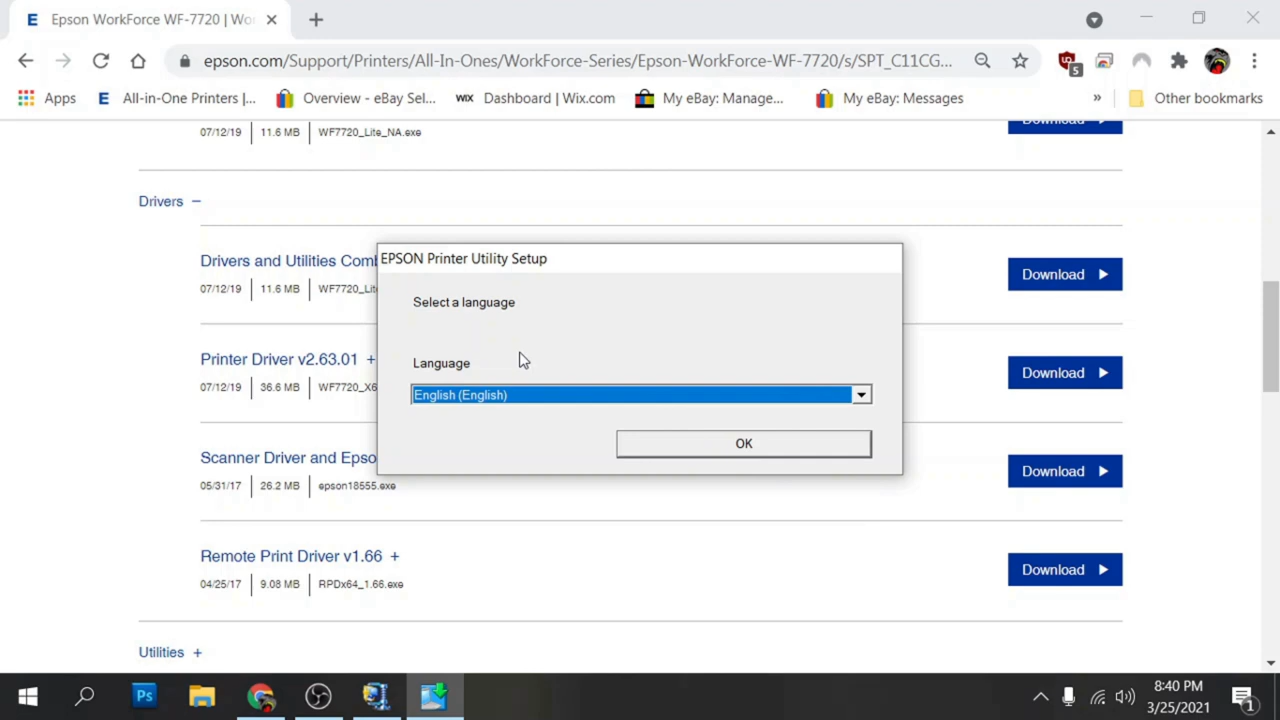 E Epson WorkForce WF-7720 | Wo
epson.com/Support/Printers/All-In-Ones/WorkForce-Series/Epson-WorkForce-WF-7720/s/SPT_C11CG...
5
Apps E All-in-One Printers |... Overview - eBay Sel... WIX Dashboard | Wix.com My eBay: Manage... My eBay: Messages » Other bookmarks
07/12/19 | 11.6 MB | WF7720_Lite_NA.exe
Drivers −
Drivers and Utilities Com
07/12/19 | 11.6 MB | WF7720_Lit
Download
Printer Driver v2.63.01 +
07/12/19 | 36.6 MB | WF7720_X6
Download
Scanner Driver and Epso
05/31/17 | 26.2 MB | epson18555.exe
Download
Remote Print Driver v1.66 +
04/25/17 | 9.08 MB | RPDx64_1.66.exe
Download
Utilities +
EPSON Printer Utility Setup
Select a language
Language
English (English)
OK
Ps
8:40 PM
3/25/2021
1